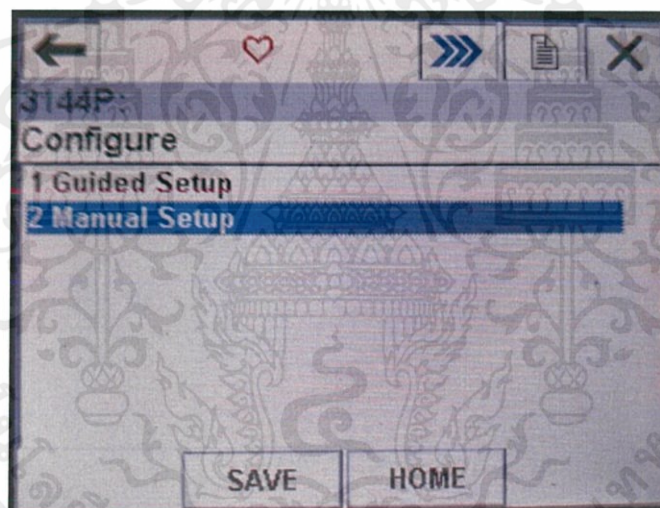 3144P:
Configure
1 Guided Setup
2 Manual Setup
SAVE
HOME